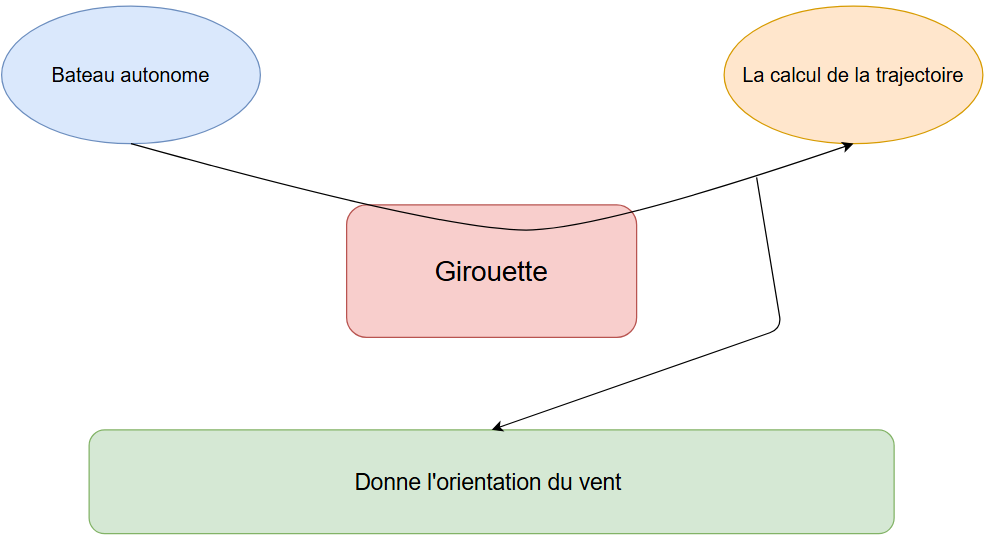 Bateau autonome
La calcul de la trajectoire
Girouette
Donne l'orientation du vent